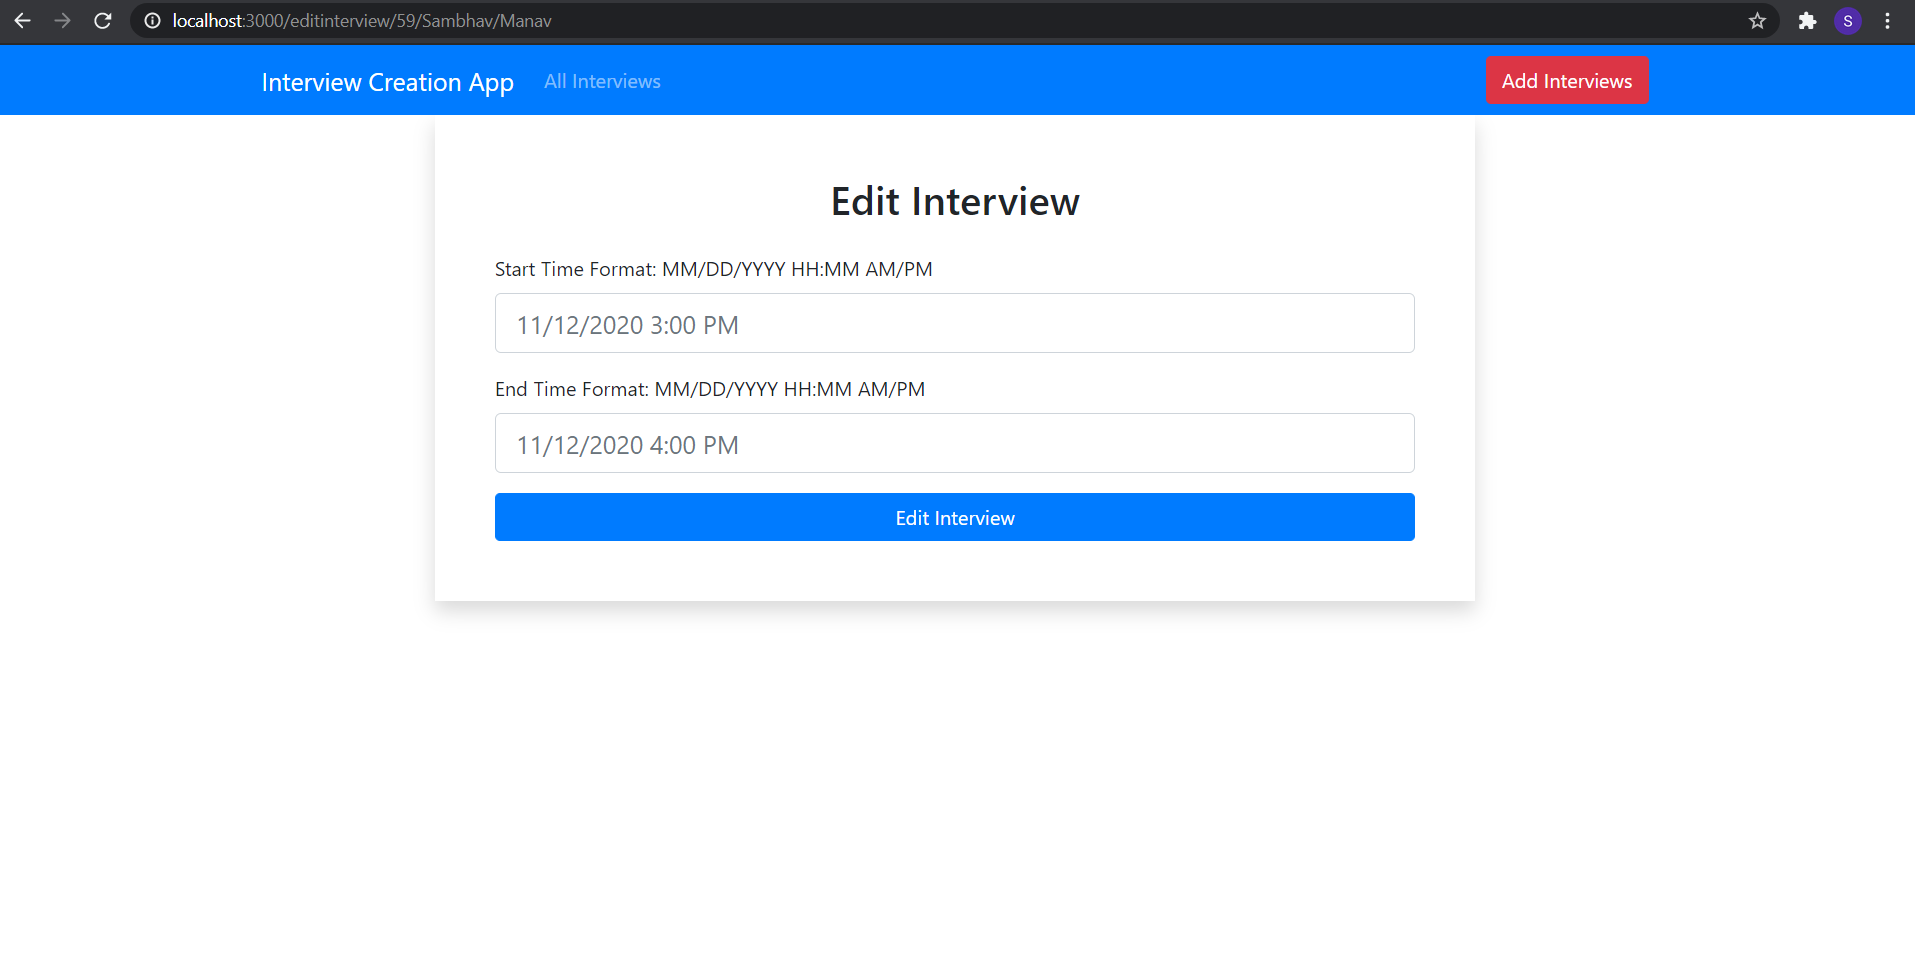 localhost:3000/editinterview/59/Sambhav/Manav
S
Interview Creation App
All Interviews
Add Interviews
Edit Interview
Start Time Format: MM/DD/YYYY HH:MM AM/PM
11/12/2020 3:00 PM
End Time Format: MM/DD/YYYY HH:MM AM/PM
11/12/2020 4:00 PM
Edit Interview